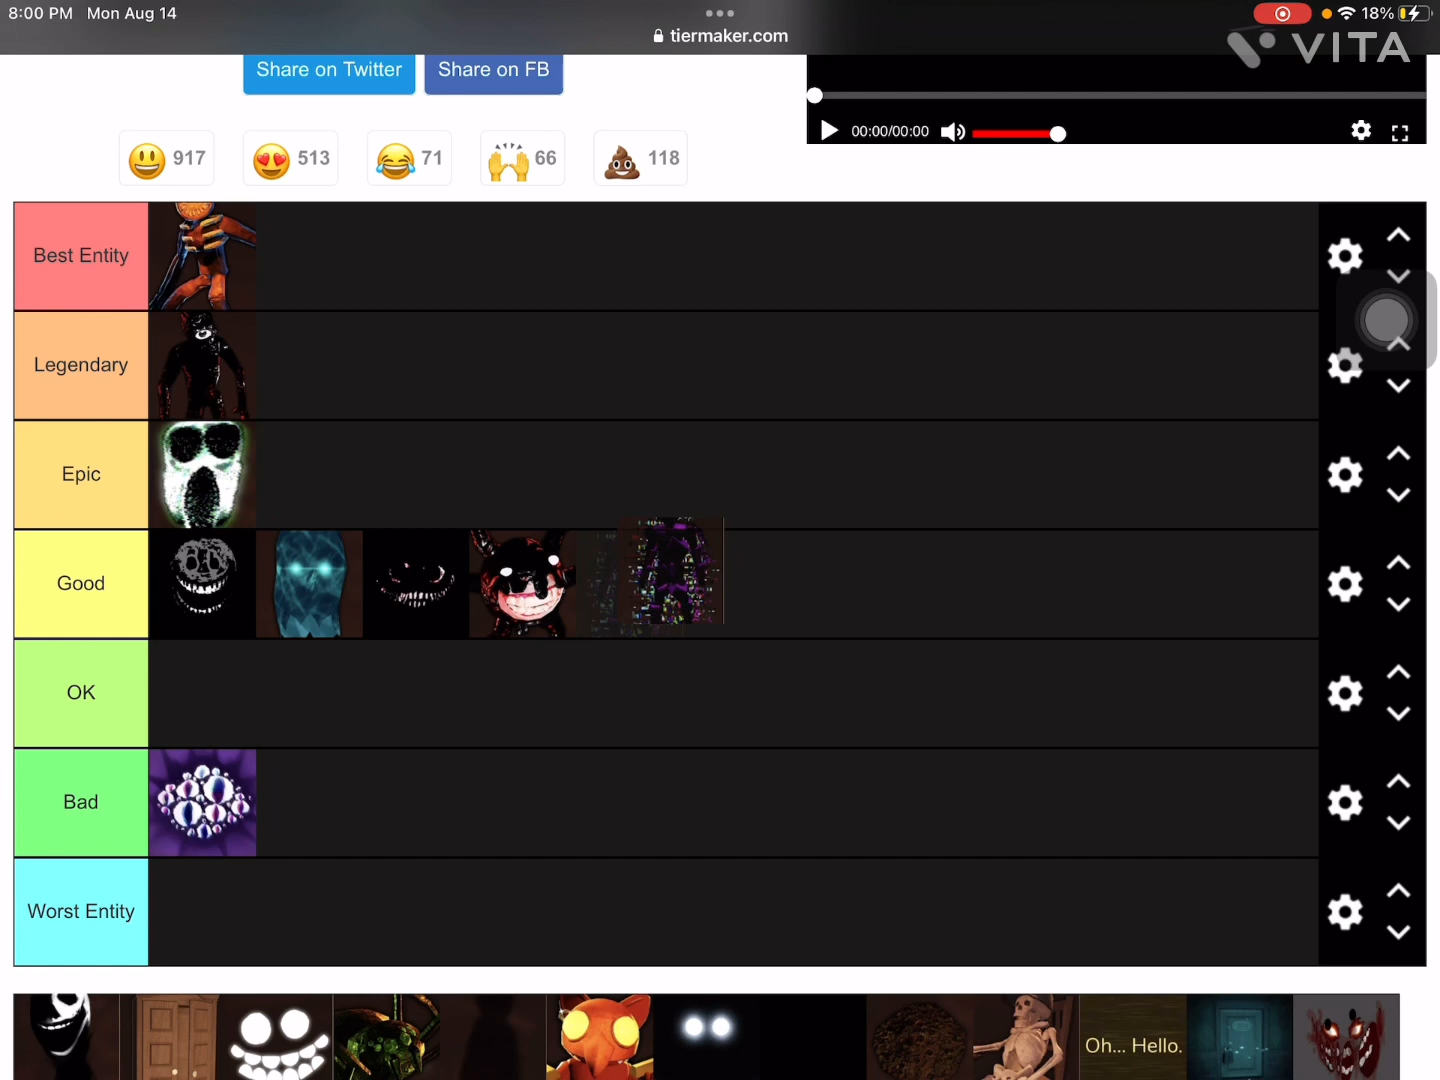 8:00 PM Mon Aug 14
18%
tiermaker.com
VITA
Share on Twitter
Share on FB
00:00/00:00
917
513
71
66
118
Best Entity
Legendary
Epic
Good
OK
Bad
Worst Entity
Oh... Hello.